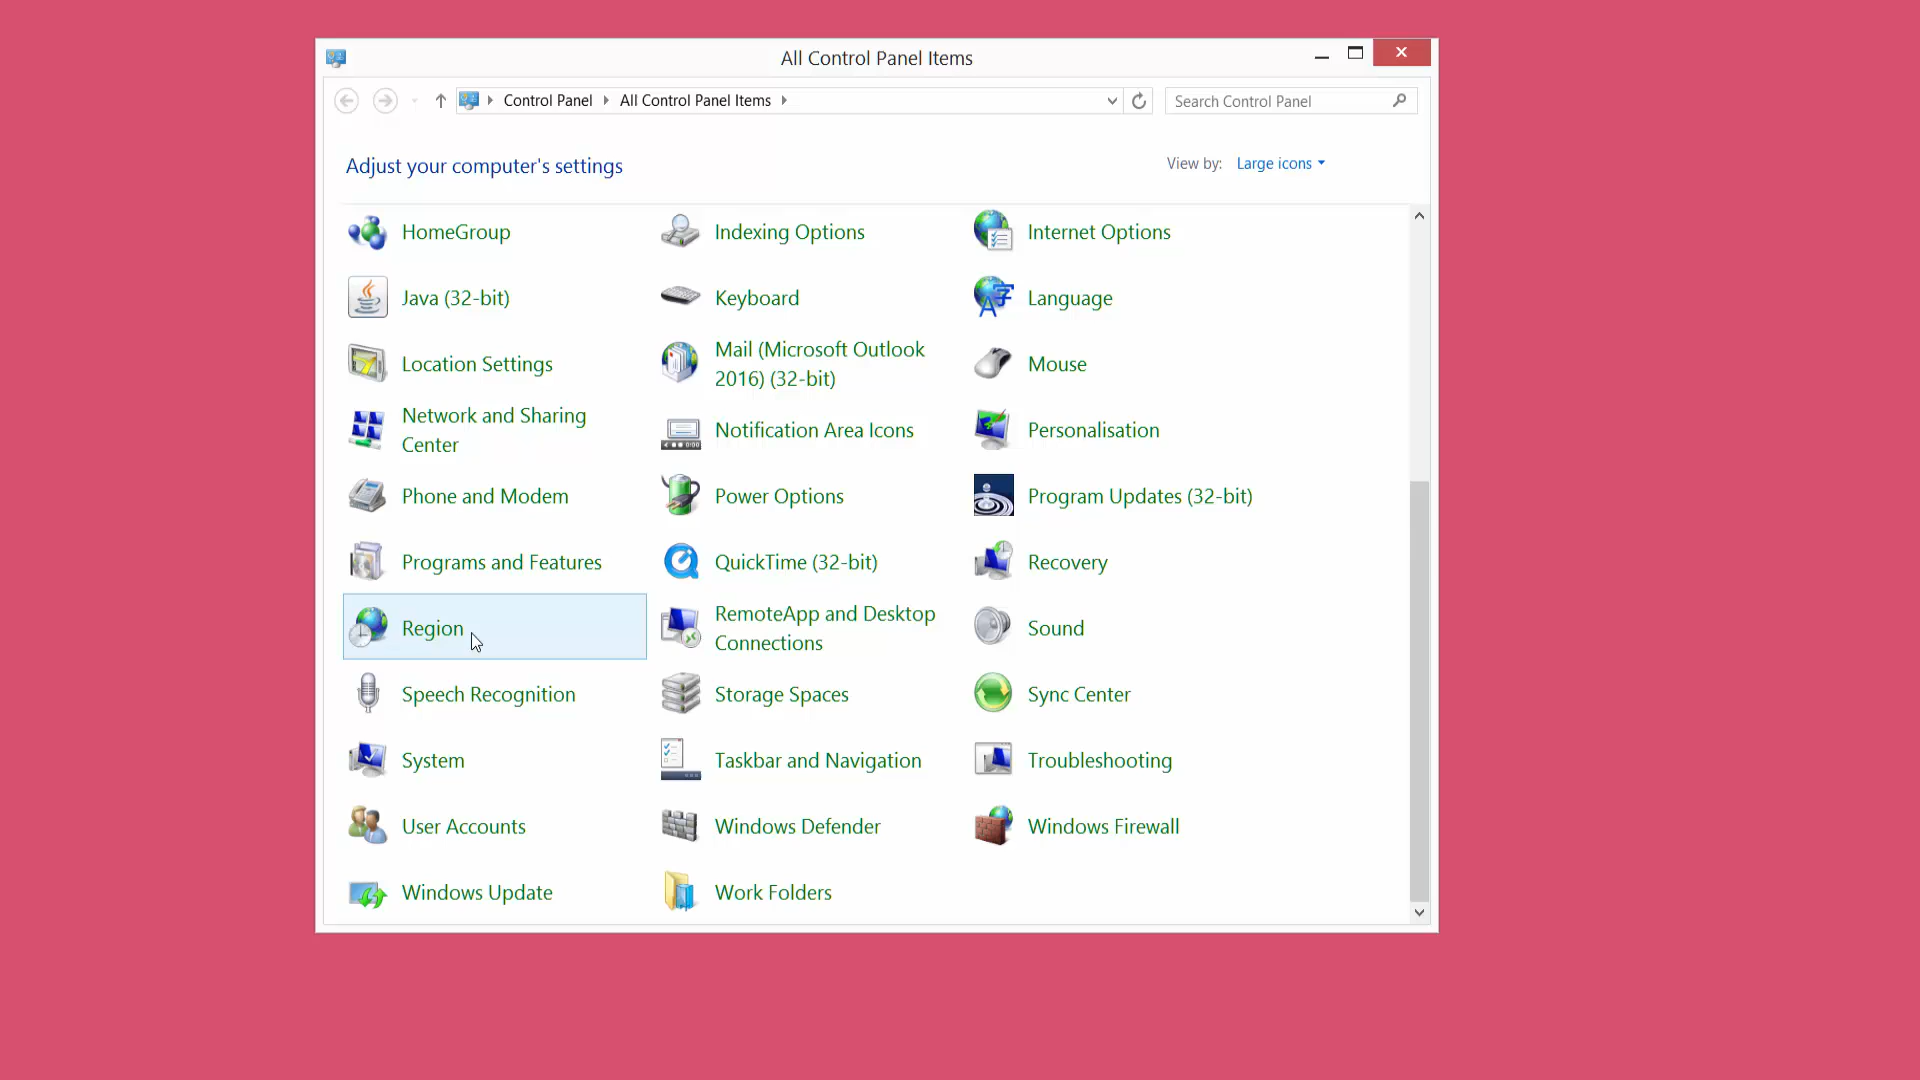 All Control Panel Items
Control Panel All Control Panel Items
Search Control Panel
Adjust your computer's settings
View by: Large icons
HomeGroup
Indexing Options
Internet Options
Java (32-bit)
Keyboard
Language
Location Settings
Mail (Microsoft Outlook
2016) (32-bit)
Mouse
Network and Sharing
Center
Notification Area Icons
Personalisation
Phone and Modem
Power Options
Program Updates (32-bit)
Programs and Features
QuickTime (32-bit)
Recovery
Region
RemoteApp and Desktop
Connections
Sound
Speech Recognition
Storage Spaces
Sync Center
System
Taskbar and Navigation
Troubleshooting
User Accounts
Windows Defender
Windows Firewall
Windows Update
Work Folders